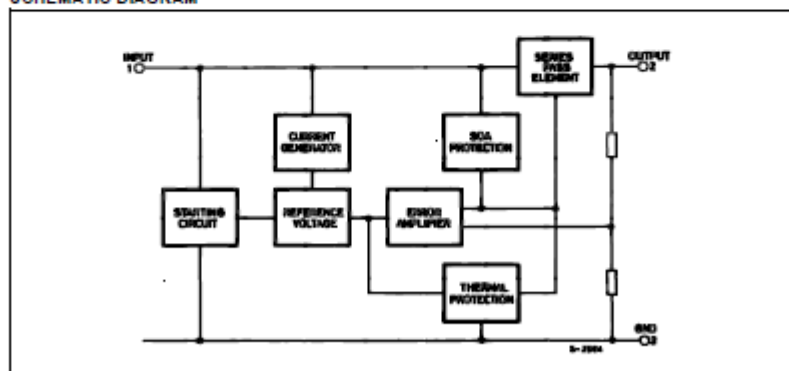 SCHEMATIC DIAGRAM
INPUT
1
SERIES
PASS
ELEMENT
OUTPUT
2
CURRENT
GENERATOR
SOA
PROTECTION
STARTING
CIRCUIT
REFERENCE
VOLTAGE
ERROR
AMPLIFIER
THERMAL
PROTECTION
GND